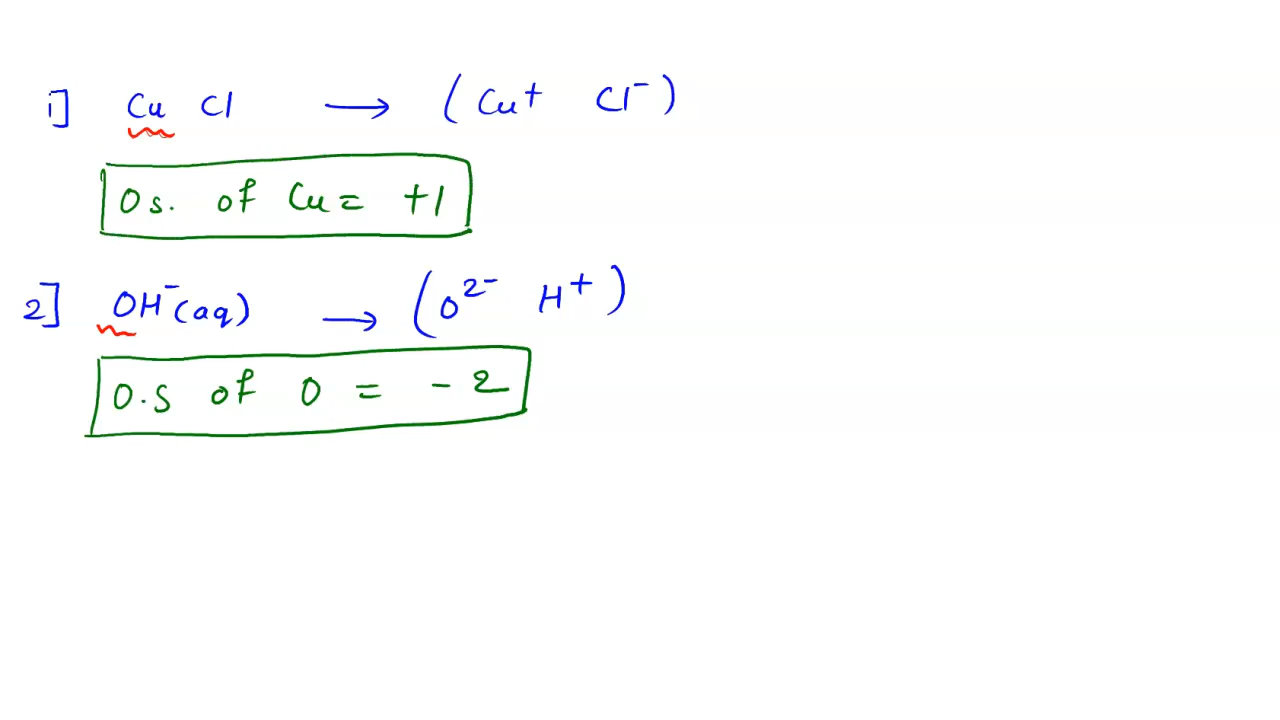 1] Cu Cl → (Cu+ Cl⁻)
Os. of Cu = +1
2] OH⁻(aq) → (O²⁻ H⁺)
O.S of O = -2